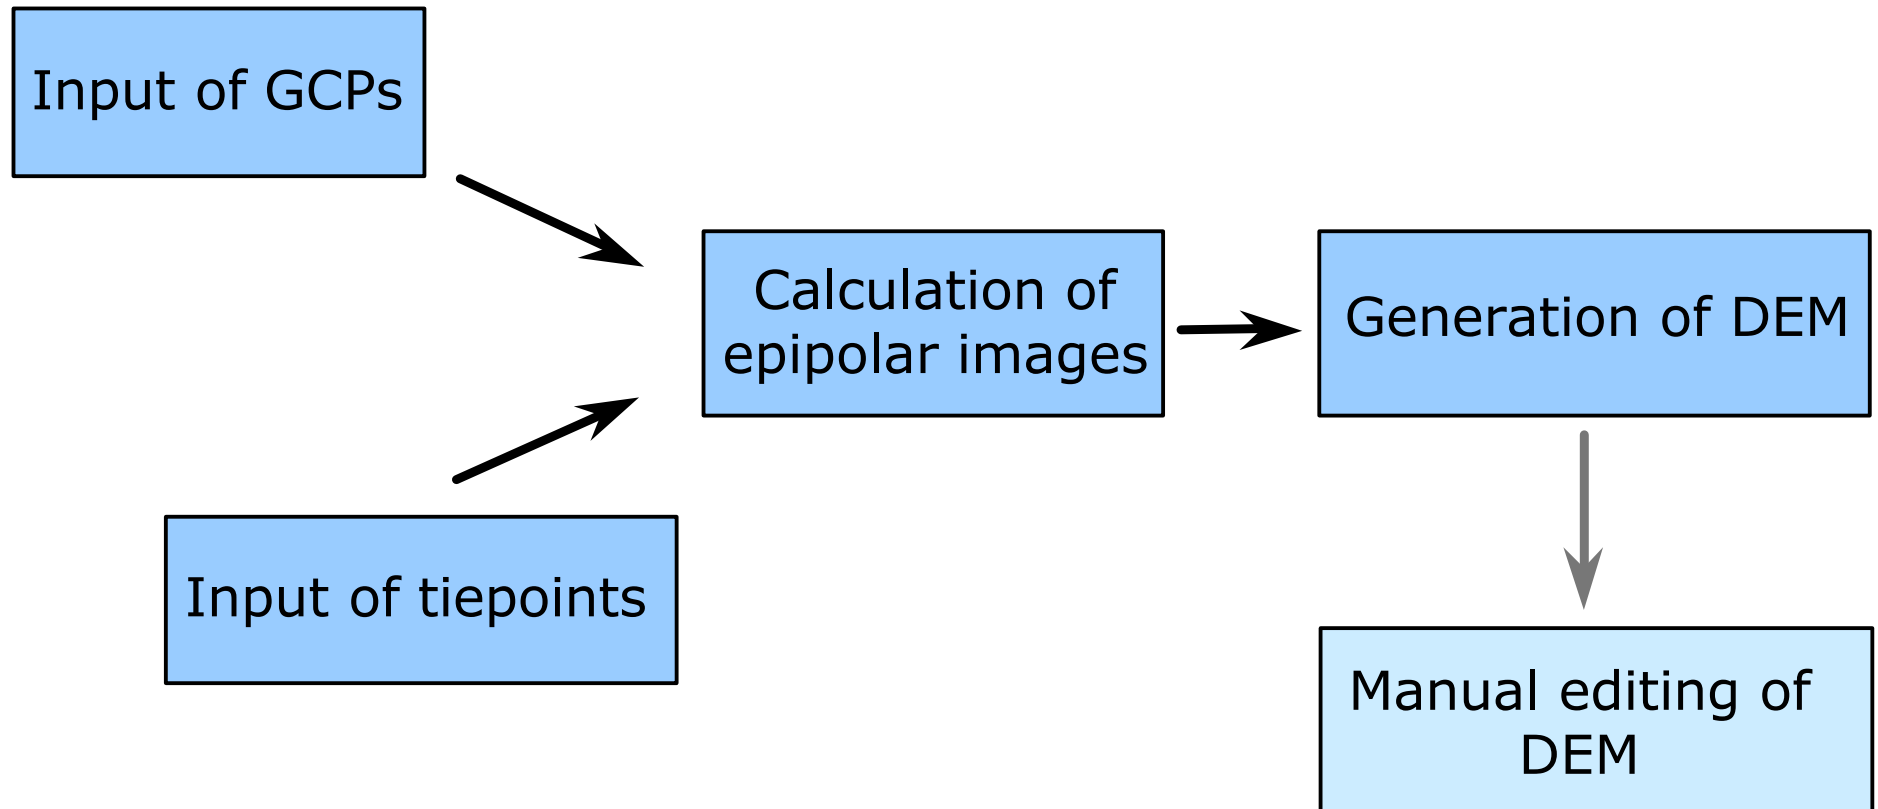 Input of GCPs
Calculation of
epipolar images
Generation of DEM
Input of tiepoints
Manual editing of
DEM